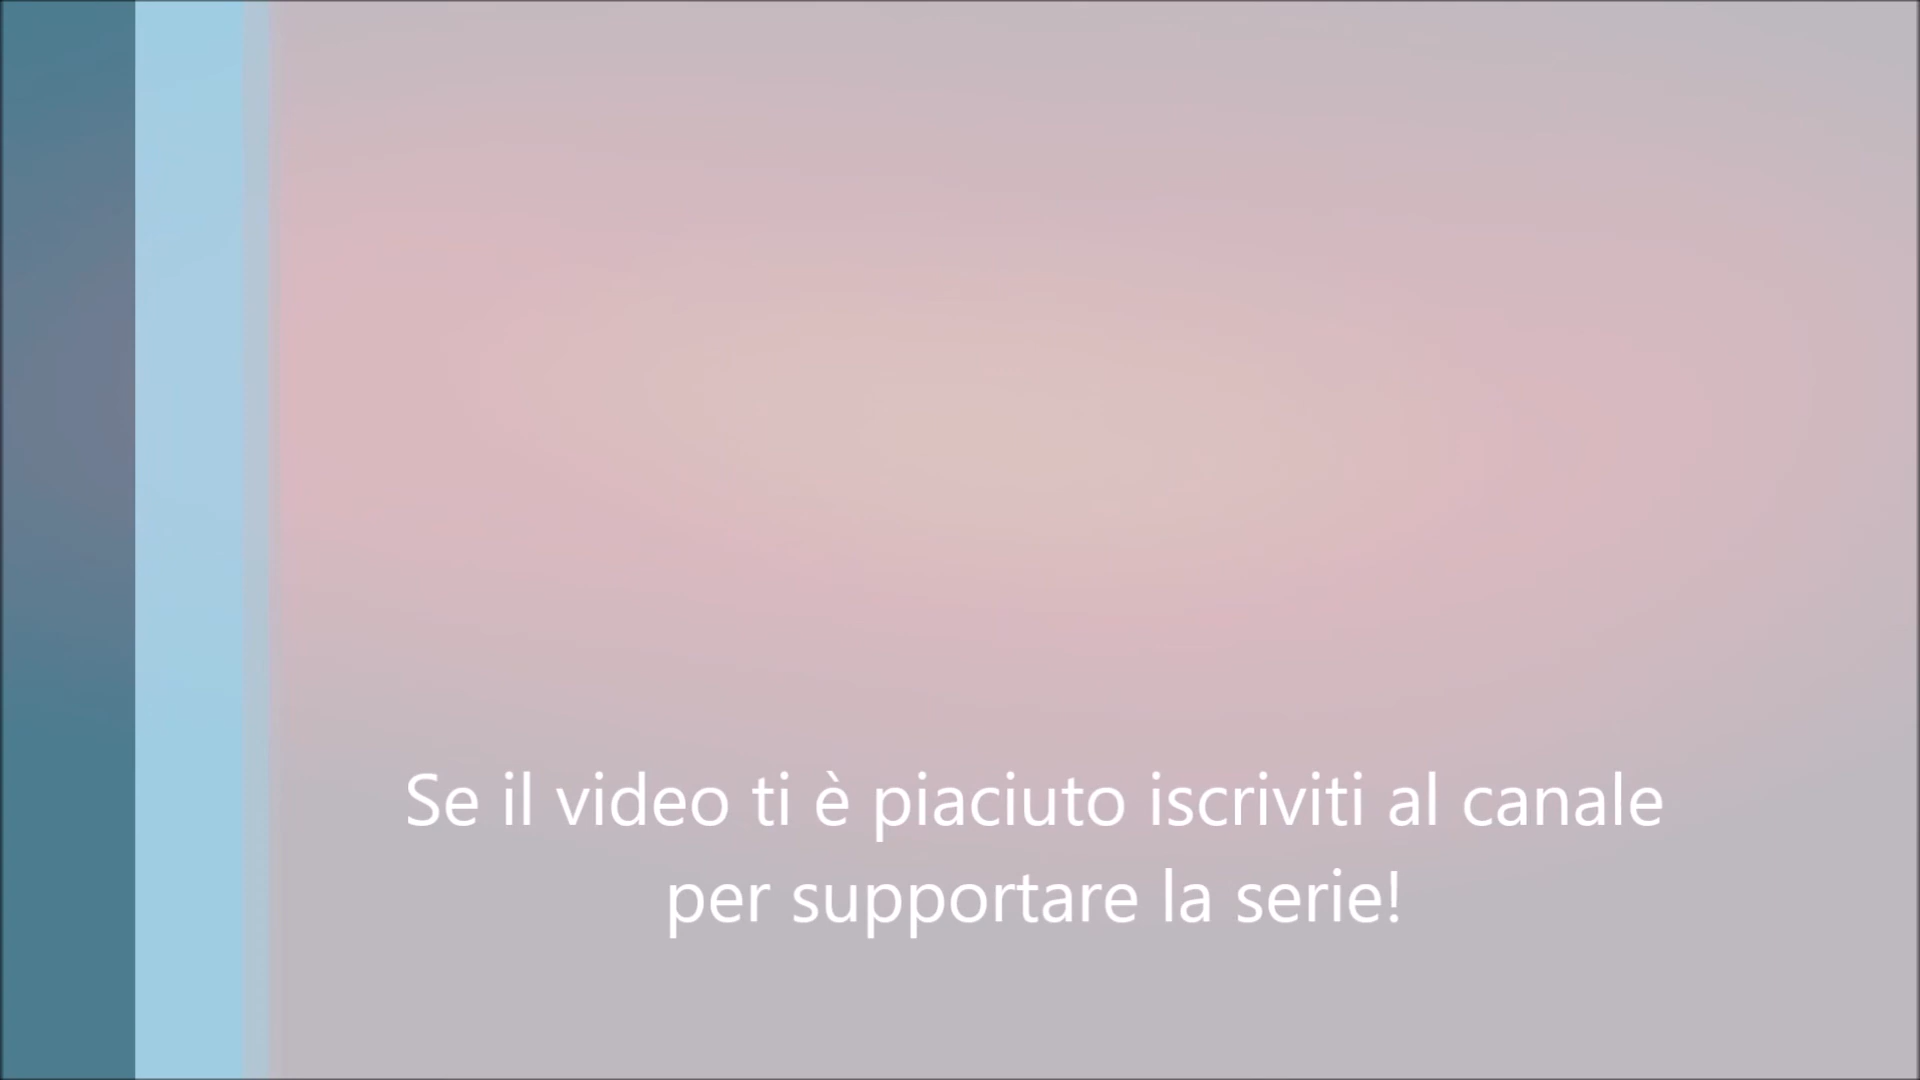 Se il video ti è piaciuto iscriviti al canale
per supportare la serie!